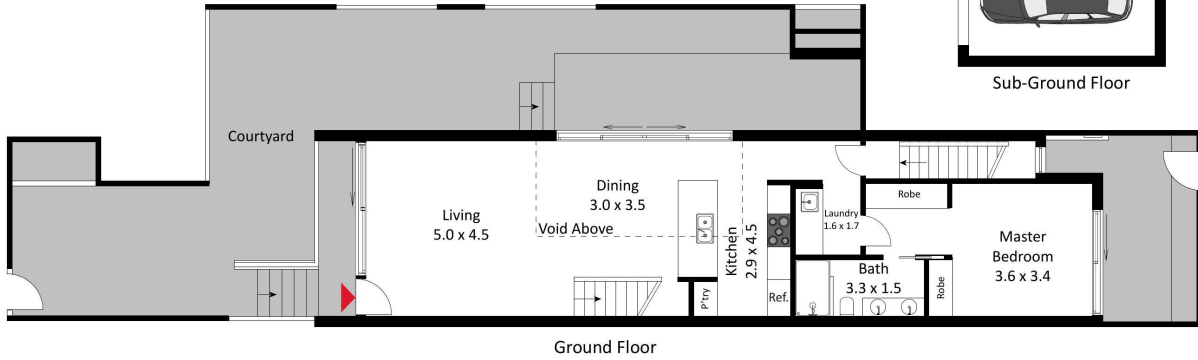 Sub-Ground Floor
Courtyard
Dining
3.0 x 3.5
Living
5.0 x 4.5
Void Above
Kitchen
2.9 x 4.5
Laundry
1.6 x 1.7
Robe
Master
Bedroom
3.6 x 3.4
Bath
3.3 x 1.5
Robe
P'try
Ref.
Ground Floor